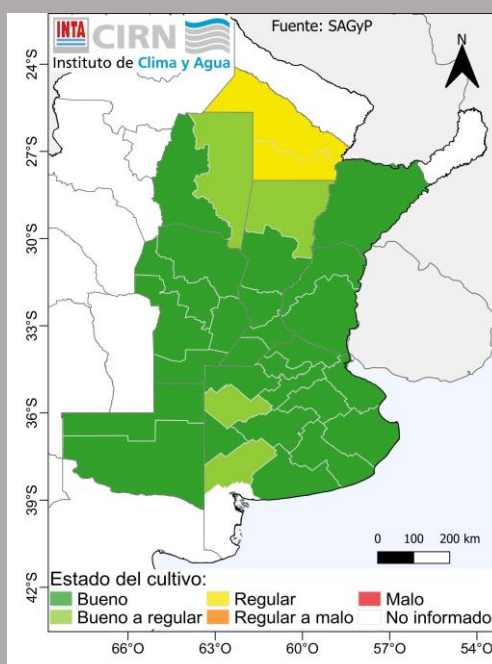 INTA CIRN
Instituto de Clima y Agua
Fuente: SAGyP
N
24°S
27°S
30°S
33°S
36°S
39°S
42°S
0 100 200 km
Estado del cultivo:
Bueno Regular Malo
Bueno a regular Regular a malo No informado
66°O 63°O 60°O 57°O 54°O